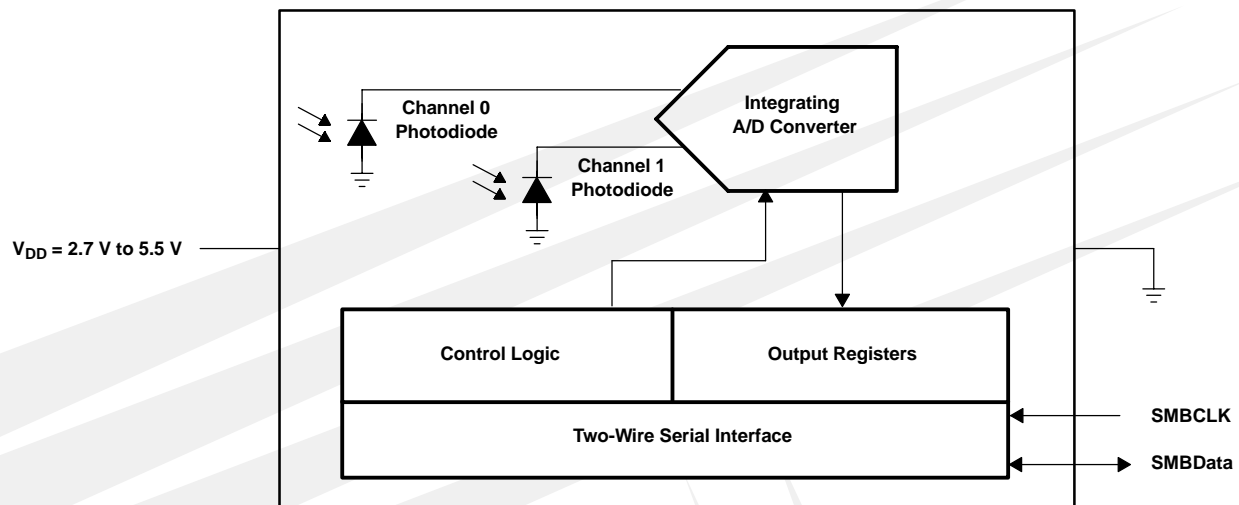 Channel 0
Photodiode
Integrating
A/D Converter
Channel 1
Photodiode
VDD = 2.7 V to 5.5 V
Control Logic
Output Registers
Two-Wire Serial Interface
SMBCLK
SMBData